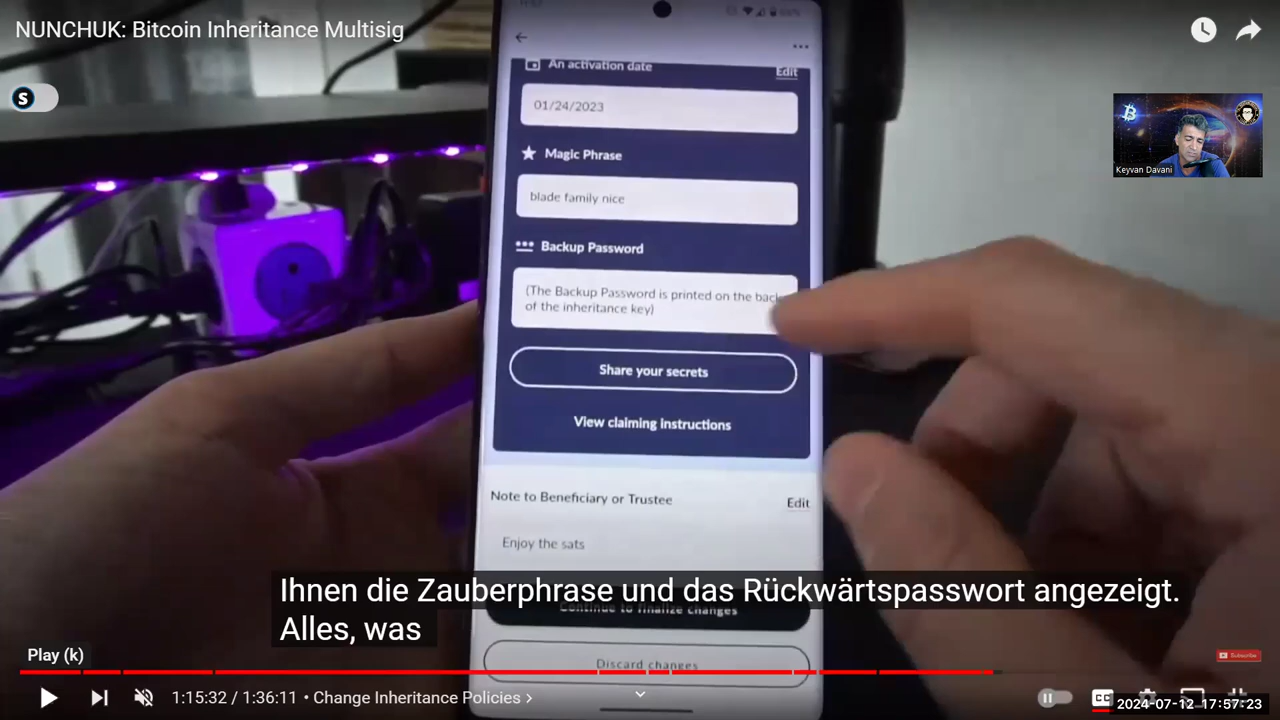 NUNCHUK: Bitcoin Inheritance Multisig
S
An activation date
Edit
01/24/2023
Magic Phrase
blade family nice
Backup Password
(The Backup Password is printed on the back
of the inheritance key)
Share your secrets
View claiming instructions
Note to Beneficiary or Trustee
Edit
Enjoy the sats
Continue to finalize changes
Discard changes
Keyvan Davani
Ihnen die Zauberphrase und das Rückwärtspasswort angezeigt.
Alles, was
Play (k)
Subscribe
1:15:32 / 1:36:11 • Change Inheritance Policies
CC
2024-07-12 17:57:23